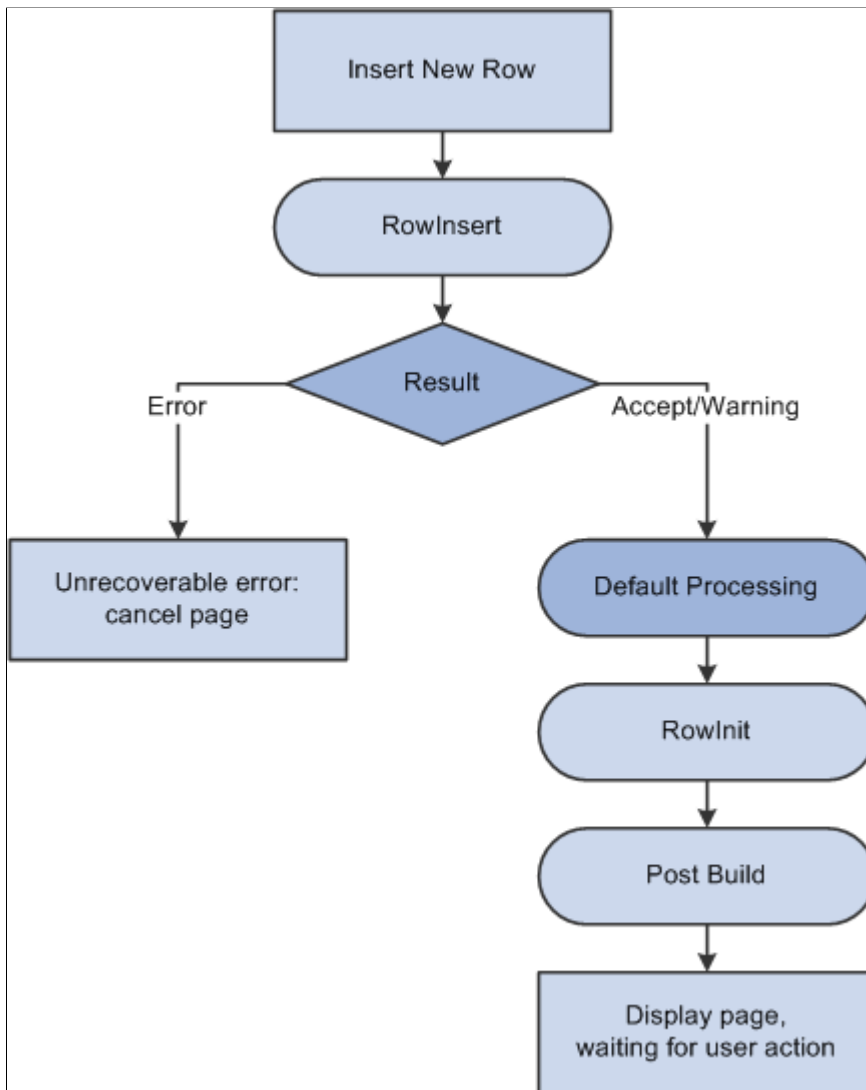 Insert New Row
RowInsert
Result
Error
Accept/Warning
Unrecoverable error:
cancel page
Default Processing
RowInit
Post Build
Display page,
waiting for user action